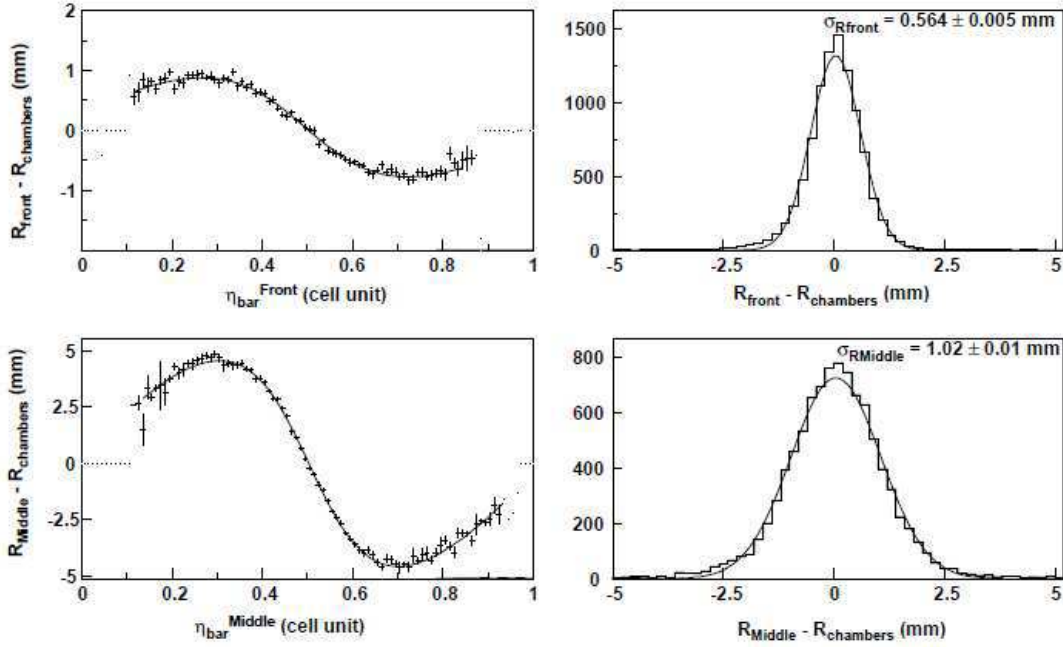 R_front - R_chambers (mm)
2
1
0
-1
0 0.2 0.4 0.6 0.8 1
η_bar^Front (cell unit)
σ_Rfront = 0.564 ± 0.005 mm
1500
1000
500
0
-5 -2.5 0 2.5 5
R_front - R_chambers (mm)
R_Middle - R_chambers (mm)
5
2.5
0
-2.5
-5
0 0.2 0.4 0.6 0.8 1
η_bar^Middle (cell unit)
σ_RMiddle = 1.02 ± 0.01 mm
800
600
400
200
0
-5 -2.5 0 2.5 5
R_Middle - R_chambers (mm)